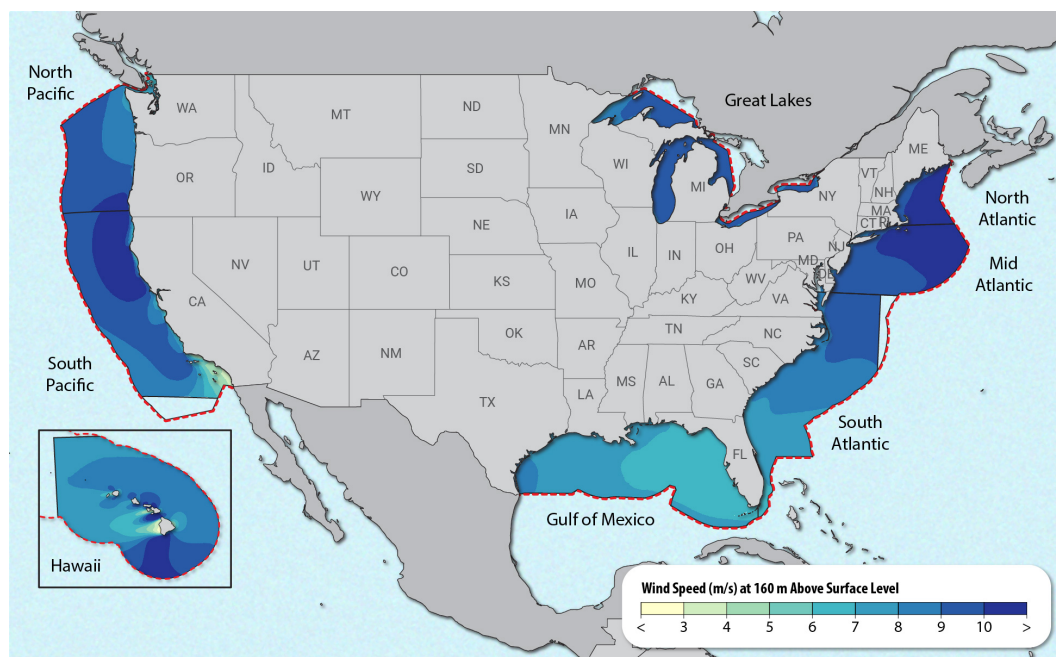 North
Pacific
Great Lakes
WA
MT
ND
MN
ME
VT
NH
OR
ID
SD
WI
MI
NY
MA
CT
RI
WY
North
Atlantic
IA
NE
PA
NJ
NV
UT
CO
IL
IN
OH
MD
DE
Mid
Atlantic
CA
KS
MO
WV
VA
KY
OK
TN
NC
AZ
NM
AR
SC
South
Pacific
MS
AL
GA
TX
LA
South
Atlantic
FL
Gulf of Mexico
Hawaii
Wind Speed (m/s) at 160 m Above Surface Level
< 3 4 5 6 7 8 9 10 >